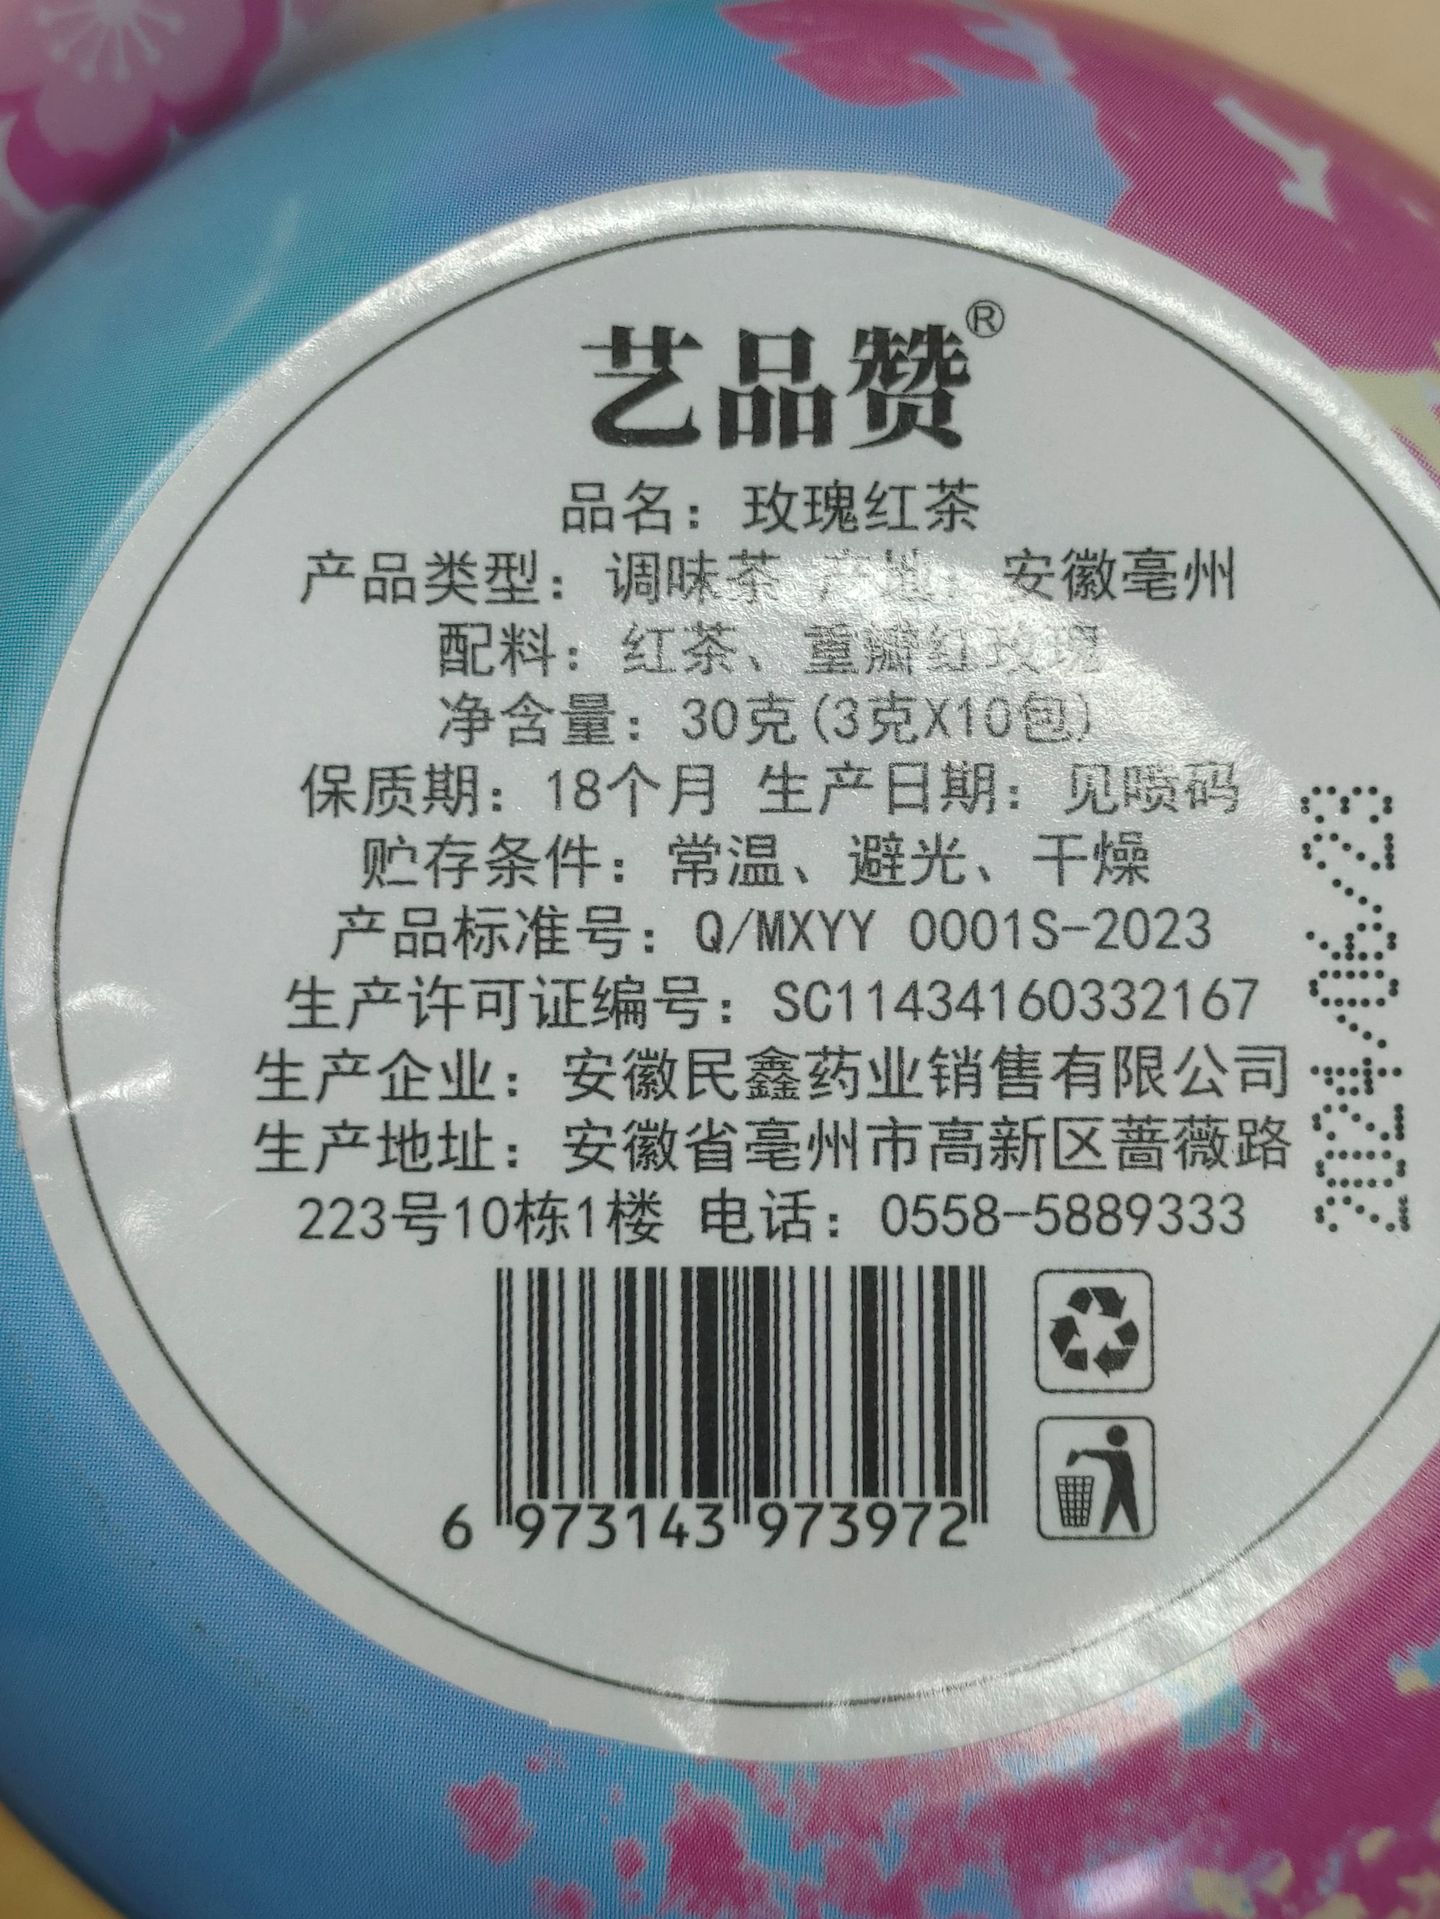 艺品赞®
品名：玫瑰红茶
产品类型：调味茶 产地：安徽亳州
配料：红茶、重瓣红玫瑰
净含量：30克(3克X10包)
保质期：18个月 生产日期：见喷码
贮存条件：常温、避光、干燥
产品标准号：Q/MXYY 0001S-2023
生产许可证编号：SC11434160332167
生产企业：安徽民鑫药业销售有限公司
生产地址：安徽省亳州市高新区蔷薇路
223号10栋1楼 电话：0558-5889333
6 973143 973972
2024/06/23